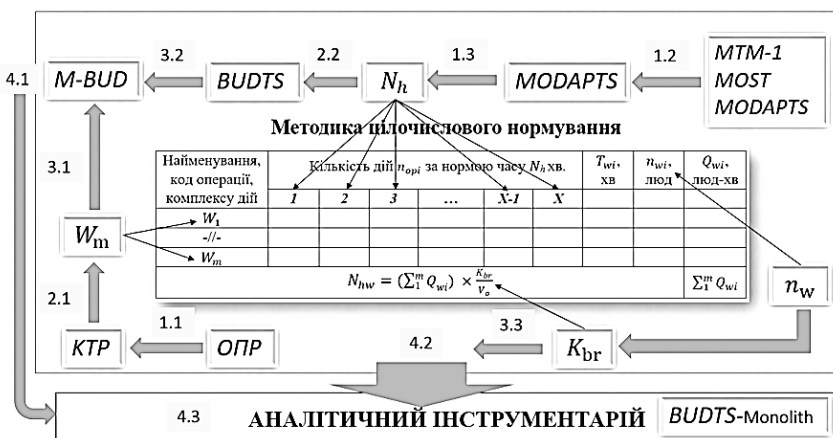 4.1
M-BUD
3.2
BUDTS
2.2
N_h
1.3
MODAPTS
1.2
MTM-1
MOST
MODAPTS
Методика цілочислового нормування
3.1
Найменування,
код операції,
комплексу дій
Кількість дій n_opi за нормою часу N_h хв.
T_wi,
хв
n_wi,
люд
Q_wi,
люд-хв
1 2 3 ... X-1 X
W_1
-//-
W_m
W_m
N_hw = (∑_1^m Q_wi) × K_br/V_o
∑_1^m Q_wi
n_w
2.1
КТР
1.1
ОПР
4.2
3.3
K_br
4.3
АНАЛІТИЧНИЙ ІНСТРУМЕНТАРІЙ
BUDTS-Monolith